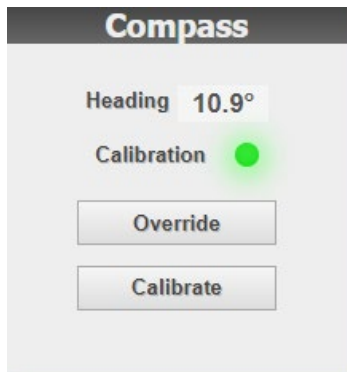 Compass
Heading 10.9°
Calibration
Override
Calibrate